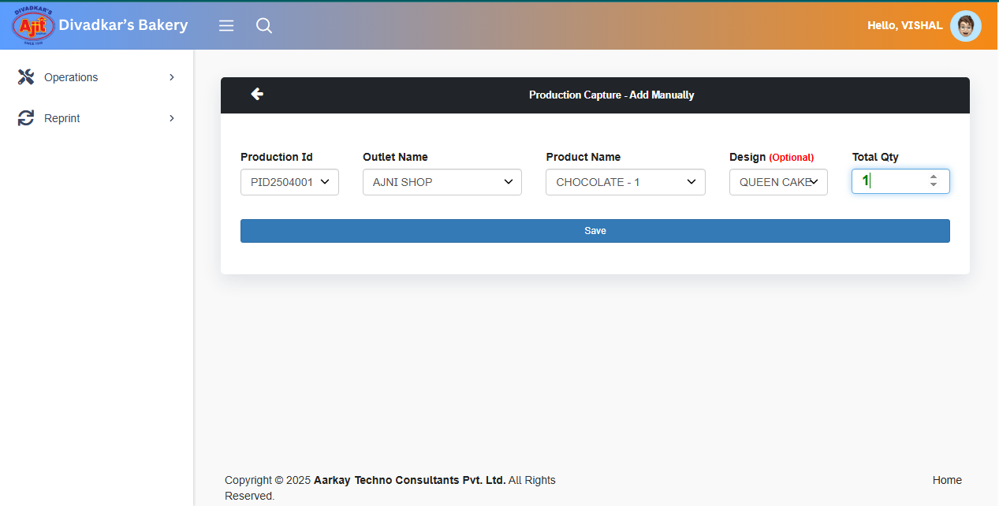 DIVADKAR'S
Ajit
SINCE 1938
Divadkar's Bakery
Hello, VISHAL
Operations
Reprint
Production Capture - Add Manually
Production Id
Outlet Name
Product Name
Design (Optional)
Total Qty
PID2504001
AJNI SHOP
CHOCOLATE - 1
QUEEN CAKE
1
Save
Copyright © 2025 Aarkay Techno Consultants Pvt. Ltd. All Rights
Reserved.
Home